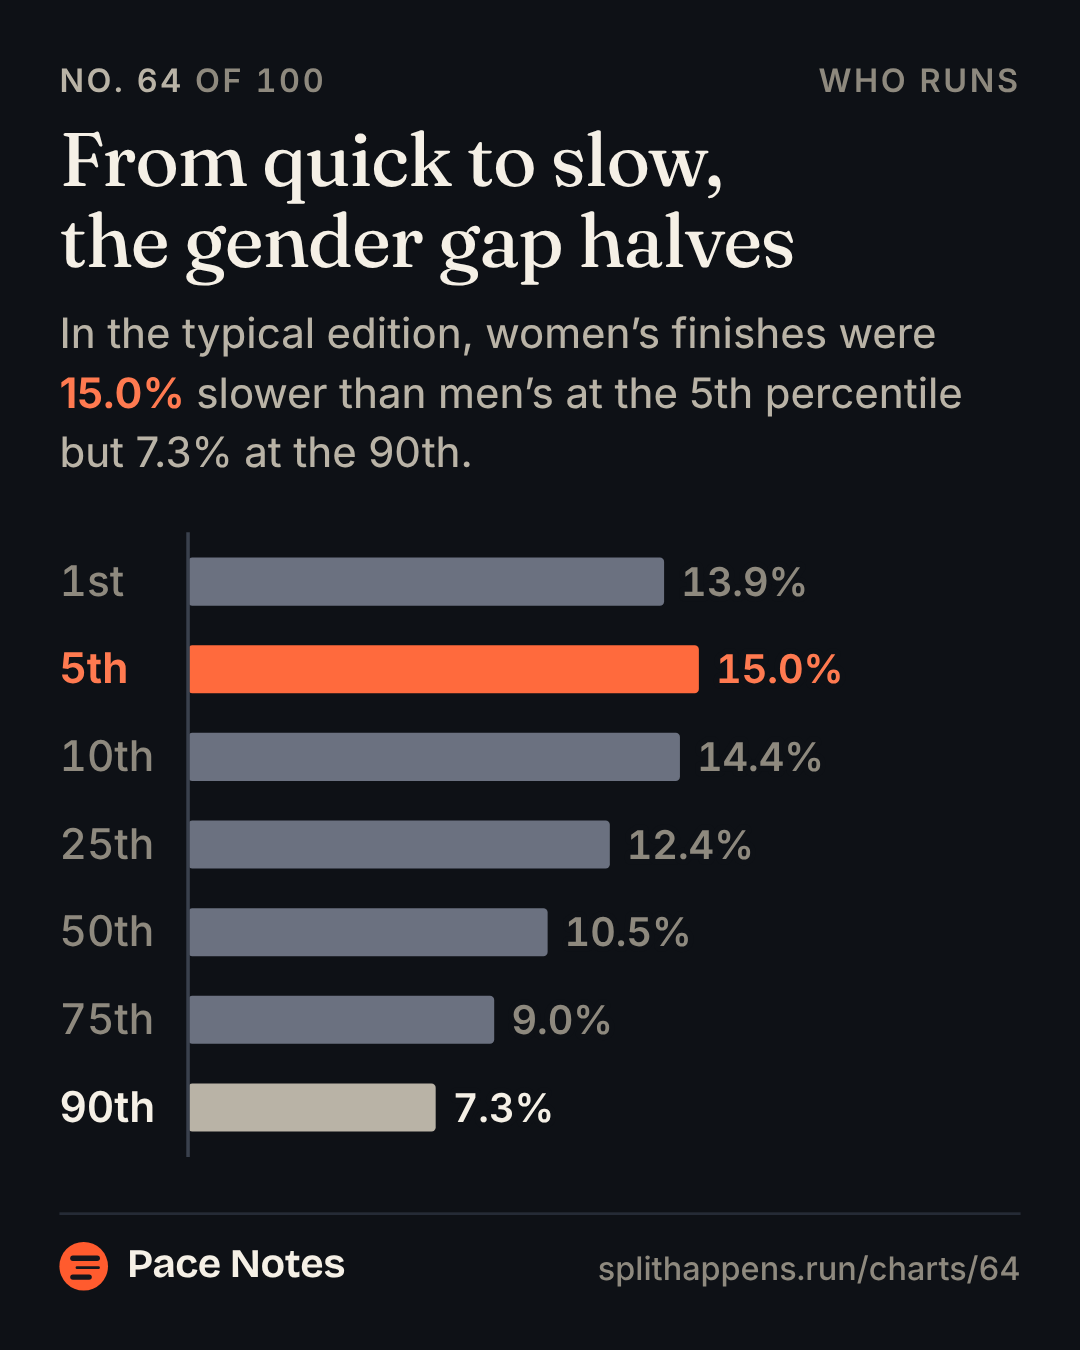 NO. 64 OF 100
WHO RUNS
From quick to slow,
the gender gap halves
In the typical edition, women’s finishes were
15.0% slower than men’s at the 5th percentile
but 7.3% at the 90th.
1st 13.9%
5th 15.0%
10th 14.4%
25th 12.4%
50th 10.5%
75th 9.0%
90th 7.3%
Pace Notes
splithappens.run/charts/64